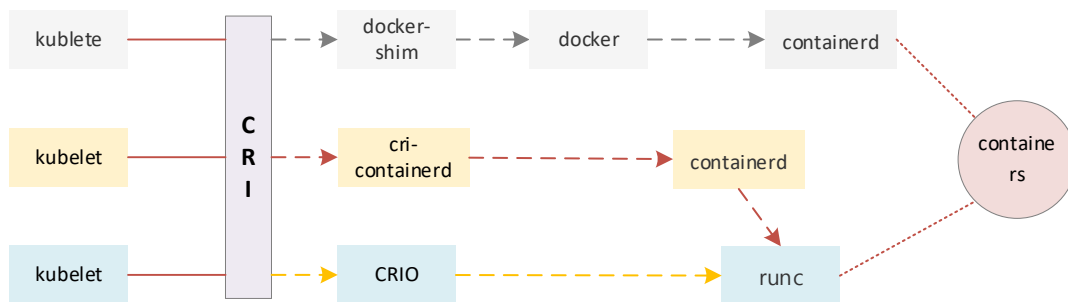 kublete
docker-
shim
docker
containerd
C
R
I
kubelet
cri-
containerd
containerd
containe
rs
kubelet
CRIO
runc